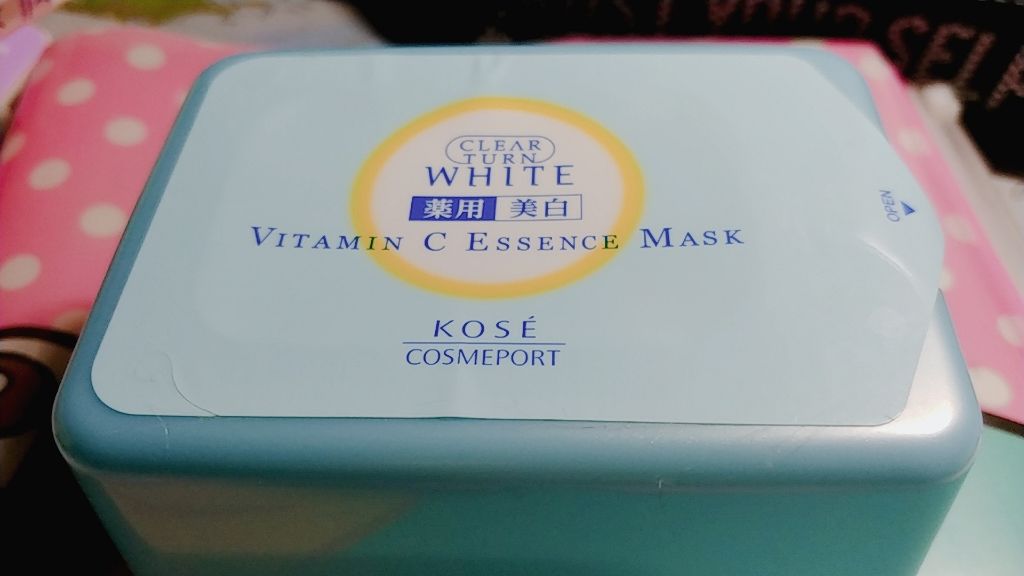 CLEAR
TURN
WHITE
薬用 美白
VITAMIN C ESSENCE MASK
KOSÉ
COSMEPORT
OPEN